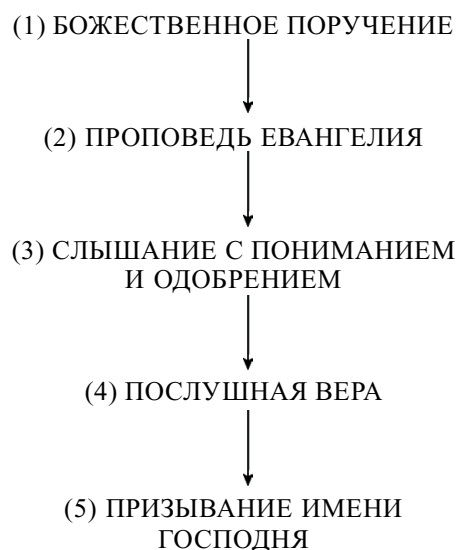 (1) БОЖЕСТВЕННОЕ ПОРУЧЕНИЕ
(2) ПРОПОВЕДЬ ЕВАНГЕЛИЯ
(3) СЛЫШАНИЕ С ПОНИМАНИЕМ
И ОДОБРЕНИЕМ
(4) ПОСЛУШНАЯ ВЕРА
(5) ПРИЗЫВАНИЕ ИМЕНИ
ГОСПОДНЯ